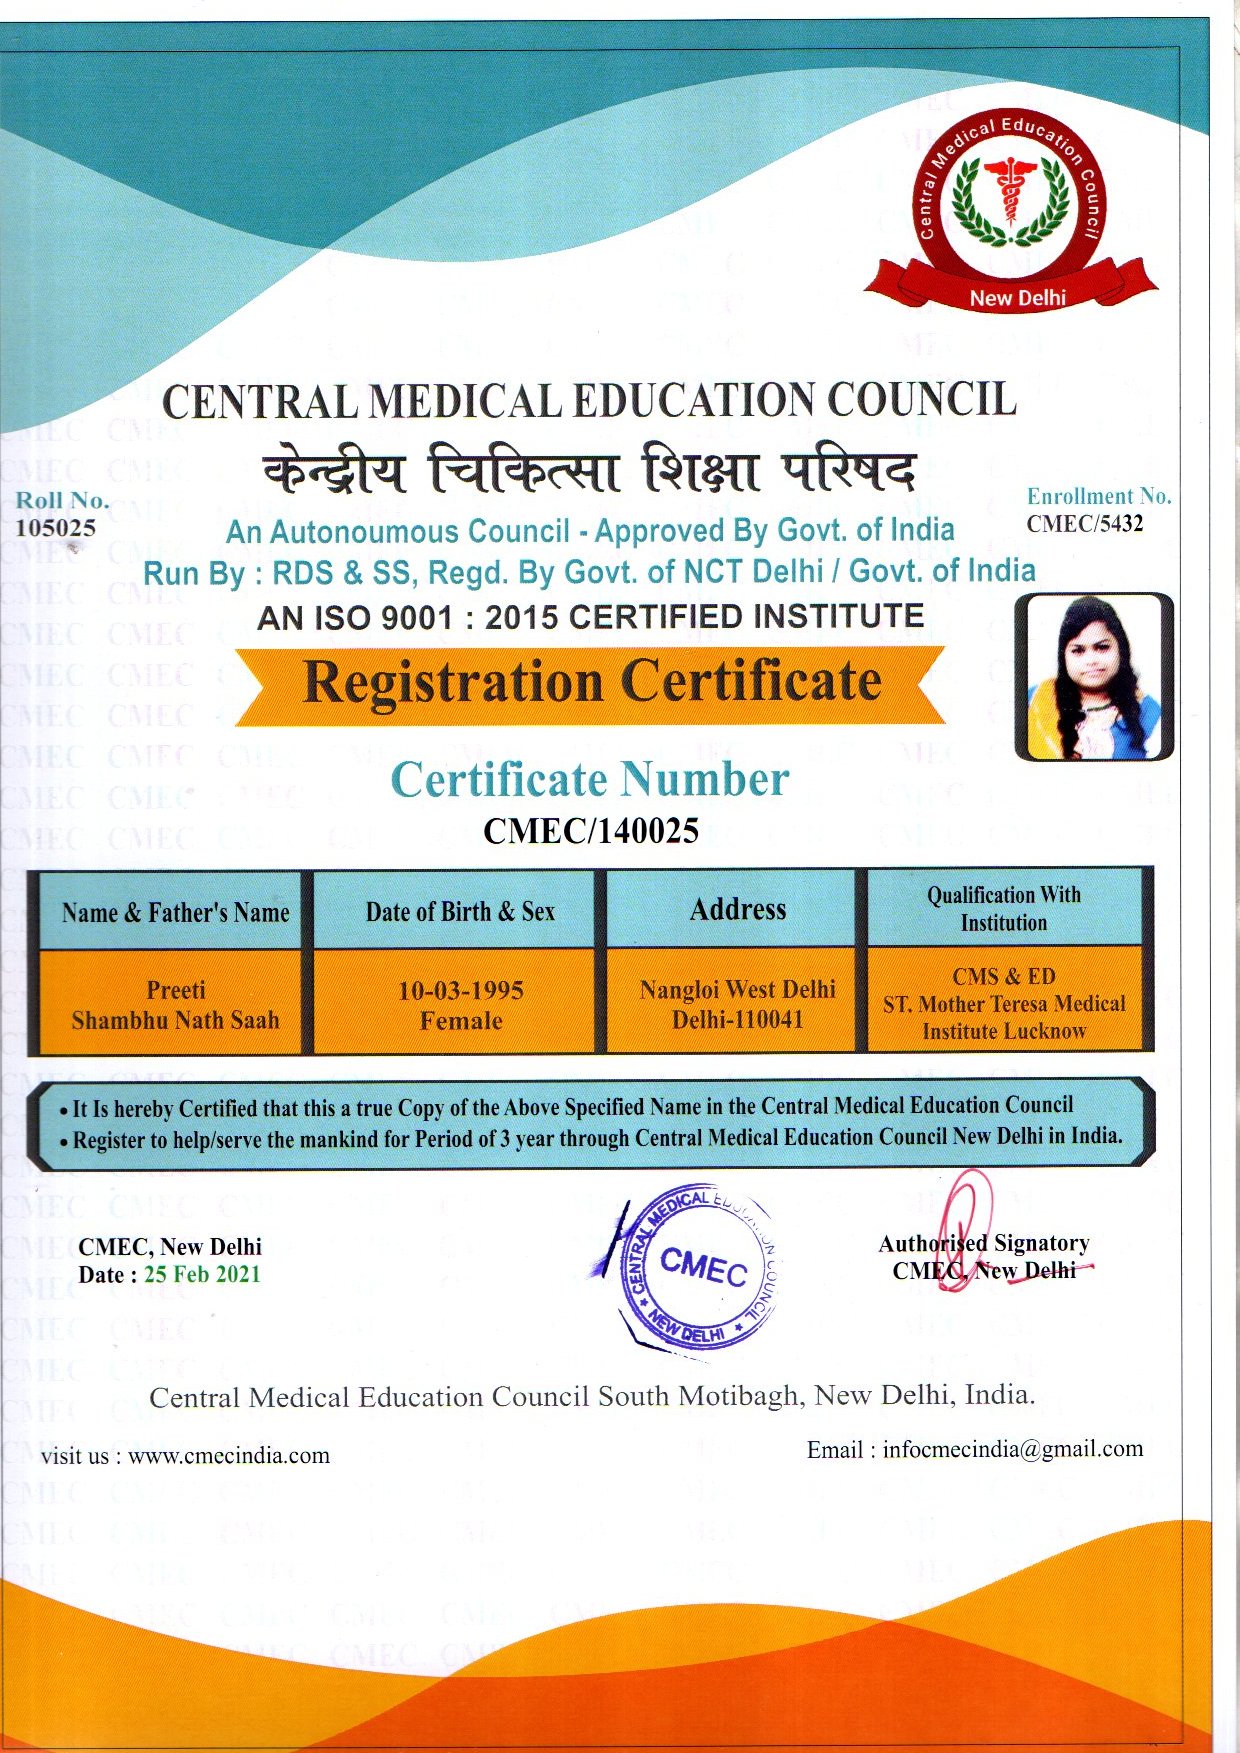 Central Medical Education Council
New Delhi
CENTRAL MEDICAL EDUCATION COUNCIL
केन्द्रीय चिकित्सा शिक्षा परिषद
Roll No.
105025
Enrollment No.
CMEC/5432
An Autonoumous Council - Approved By Govt. of India
Run By : RDS & SS, Regd. By Govt. of NCT Delhi / Govt. of India
AN ISO 9001 : 2015 CERTIFIED INSTITUTE
Registration Certificate
Certificate Number
CMEC/140025
Name & Father's Name
Date of Birth & Sex
Address
Qualification With
Institution
Preeti
Shambhu Nath Saah
10-03-1995
Female
Nangloi West Delhi
Delhi-110041
CMS & ED
ST. Mother Teresa Medical
Institute Lucknow
• It Is hereby Certified that this a true Copy of the Above Specified Name in the Central Medical Education Council
• Register to help/serve the mankind for Period of 3 year through Central Medical Education Council New Delhi in India.
CMEC, New Delhi
Date : 25 Feb 2021
CENTRAL MEDICAL EDUCATION COUNCIL
CMEC
★ NEW DELHI ★
Authorised Signatory
CMEC, New Delhi
Central Medical Education Council South Motibagh, New Delhi, India.
visit us : www.cmecindia.com
Email : infocmecindia@gmail.com